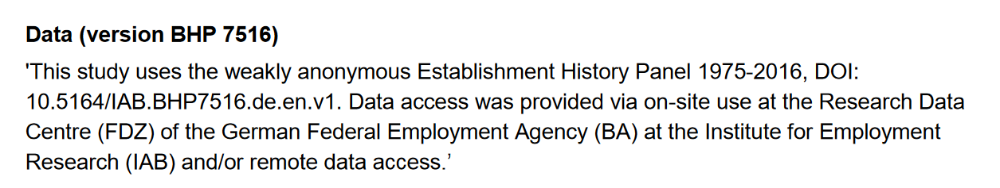 Data (version BHP 7516)
'This study uses the weakly anonymous Establishment History Panel 1975-2016, DOI:
10.5164/IAB.BHP7516.de.en.v1. Data access was provided via on-site use at the Research Data
Centre (FDZ) of the German Federal Employment Agency (BA) at the Institute for Employment
Research (IAB) and/or remote data access.’